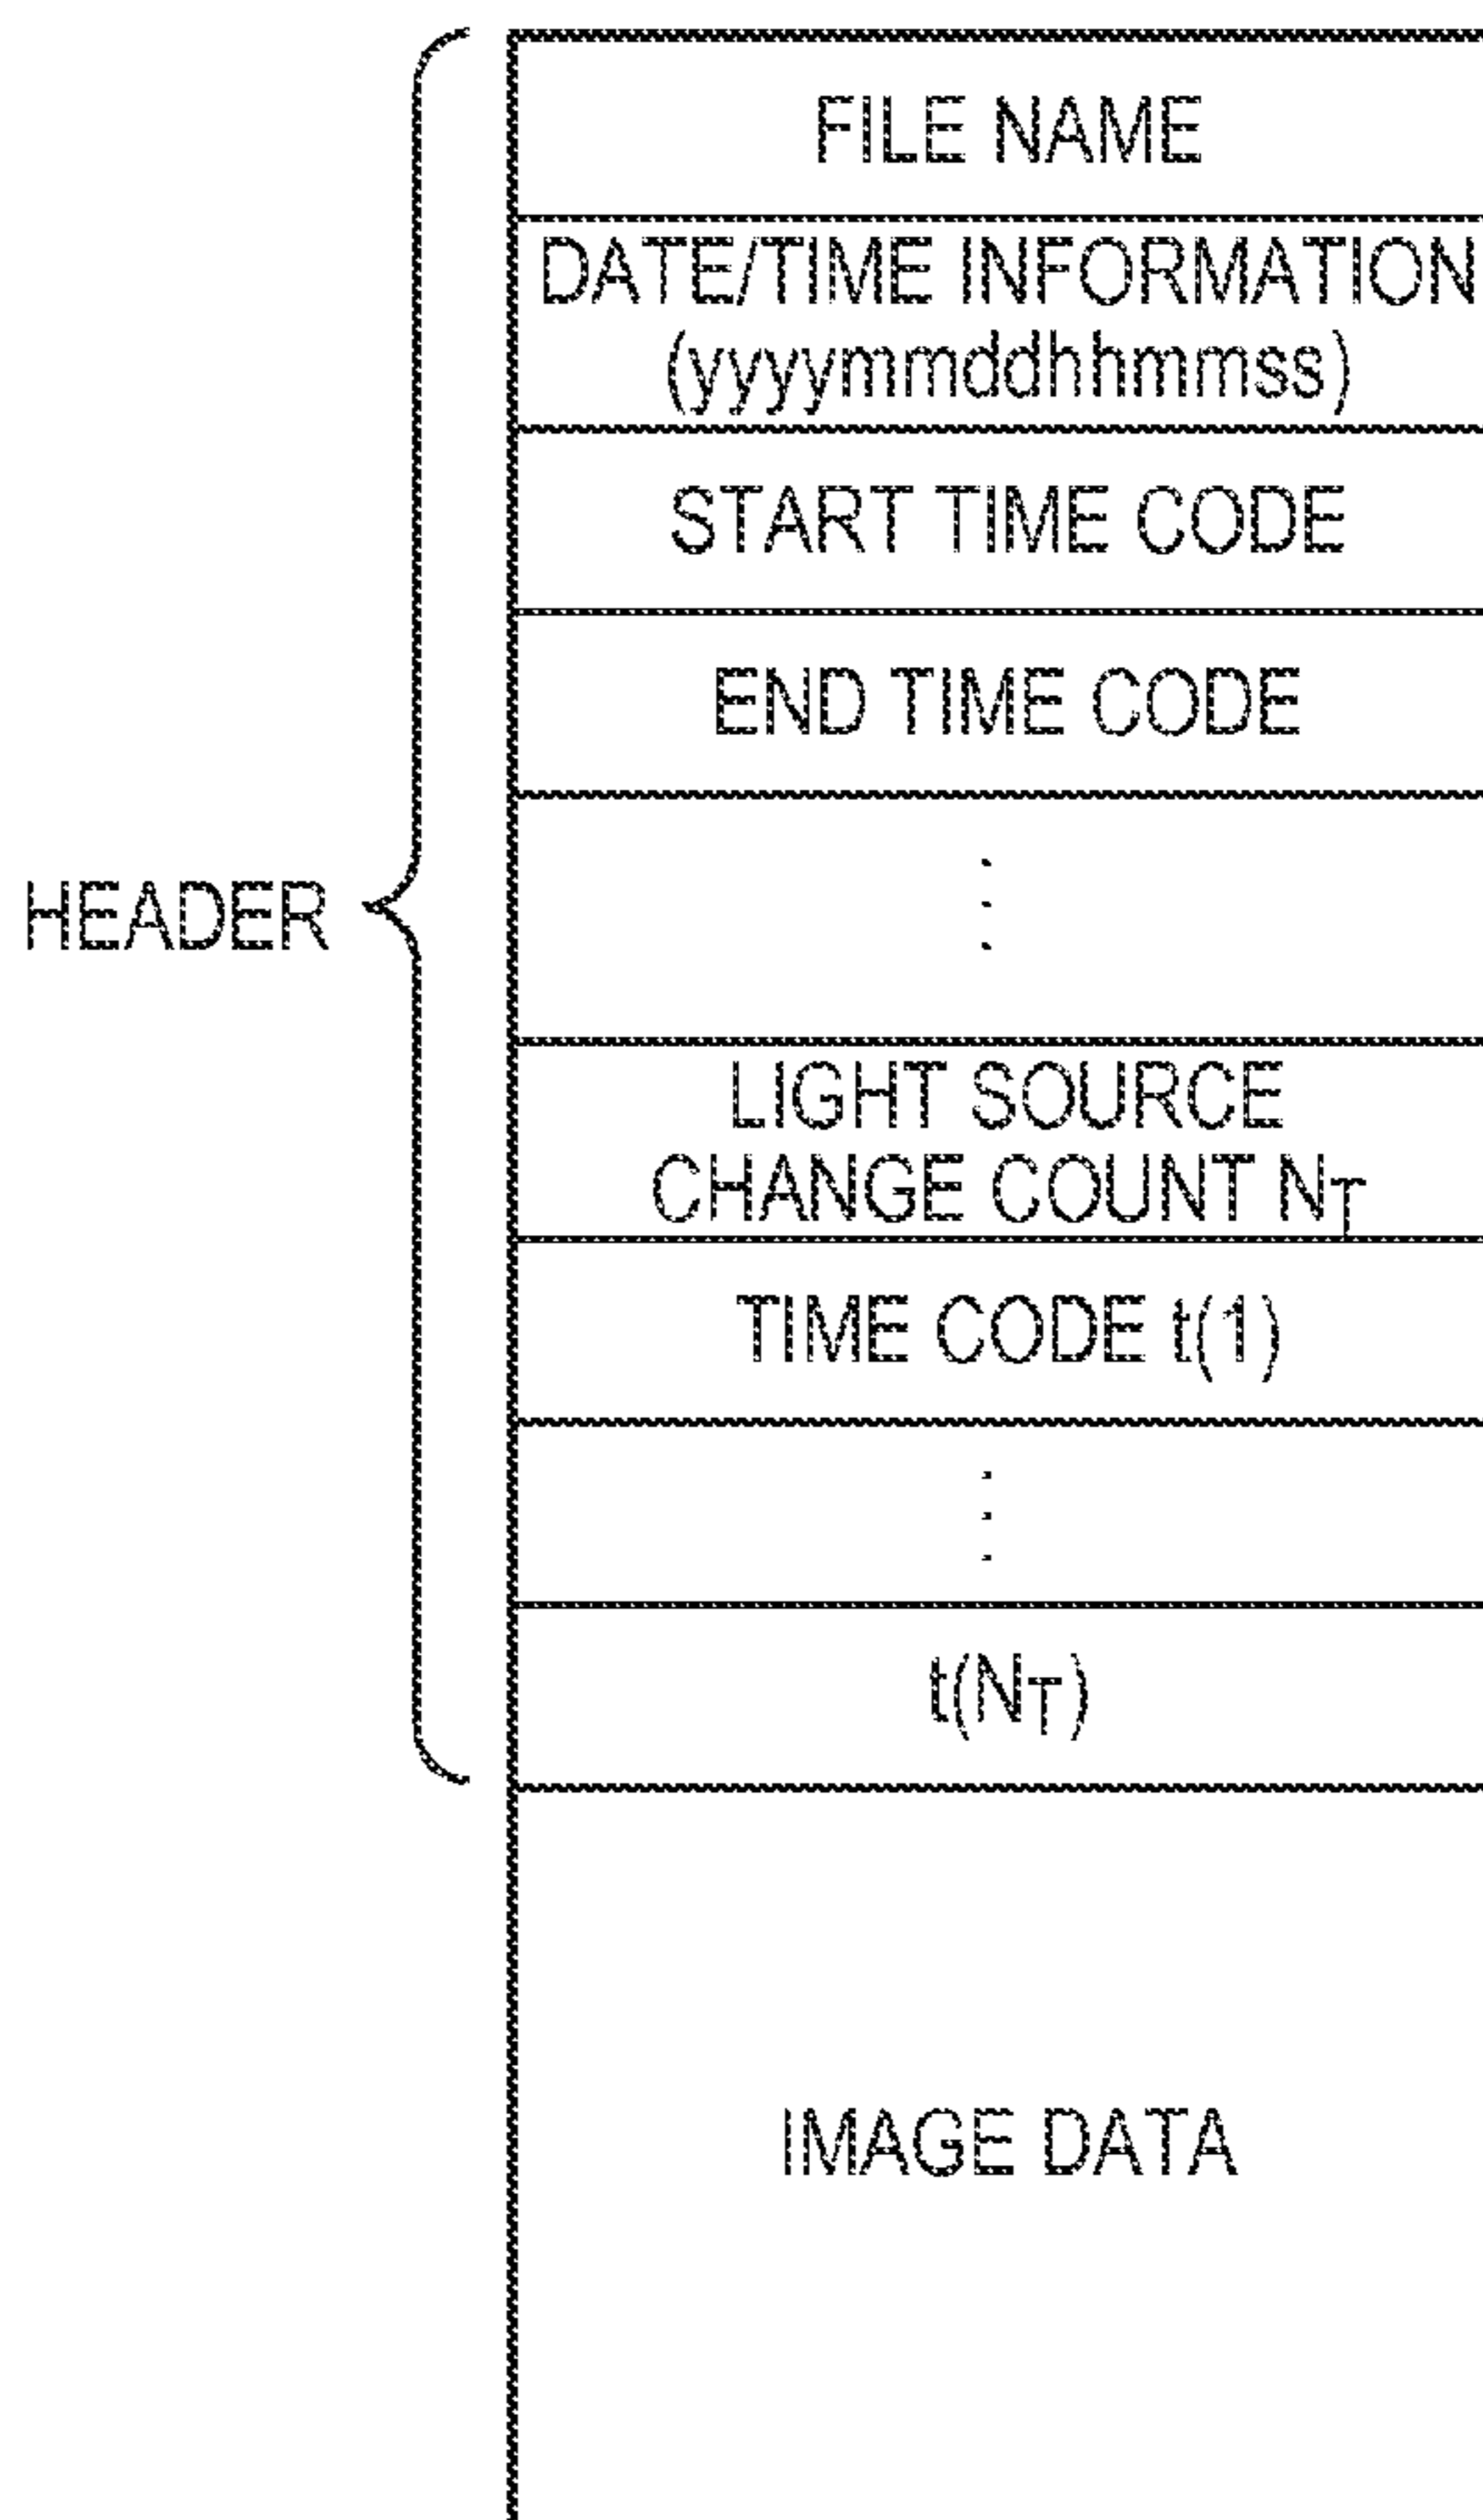 FILE NAME
DATE/TIME INFORMATION
(yyyymmddhhmmss)
START TIME CODE
END TIME CODE
HEADER
LIGHT SOURCE
CHANGE COUNT NT
TIME CODE t(1)
t(NT)
IMAGE DATA